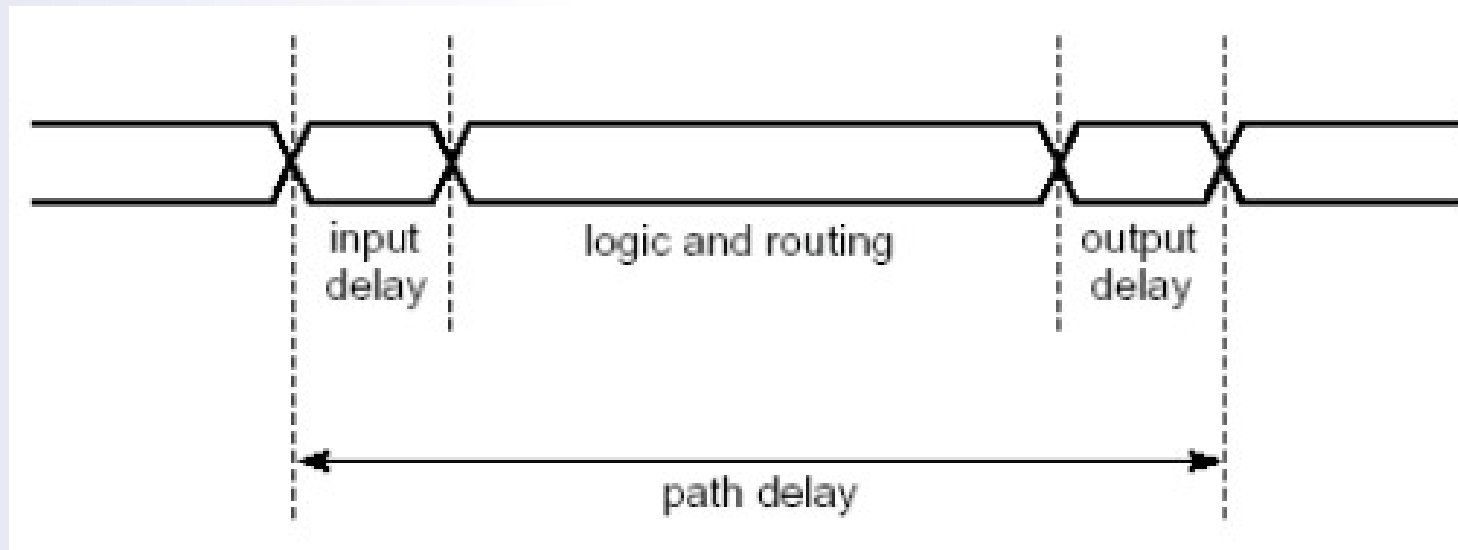 input
delay
logic and routing
output
delay
path delay